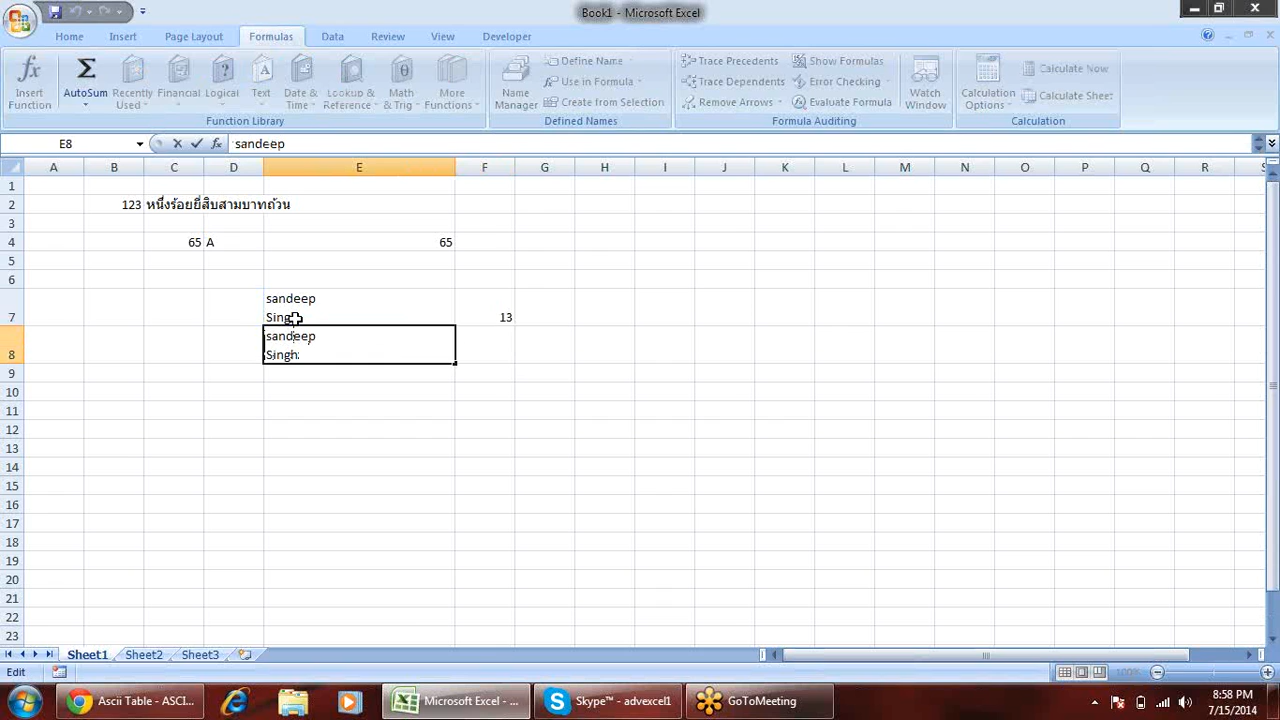 Book1 - Microsoft Excel
Home Insert Page Layout Formulas Data Review View Developer
Insert Function
AutoSum
Recently Used
Financial
Logical
Text
Date & Time
Lookup & Reference
Math & Trig
More Functions
Function Library
Name Manager
Define Name
Use in Formula
Create from Selection
Defined Names
Trace Precedents
Trace Dependents
Remove Arrows
Show Formulas
Error Checking
Evaluate Formula
Watch Window
Formula Auditing
Calculation Options
Calculate Now
Calculate Sheet
Calculation
E8 fx sandeep
A B C D E F G H I J K L M N O P Q R S
1
2 123 หนึ่งร้อยยี่สิบสามบาทถ้วน
3
4 65 A 65
5
6
sandeep
7 Sing 13
sandeep
8 Singh
9
10
11
12
13
14
15
16
17
18
19
20
21
22
23
Sheet1 Sheet2 Sheet3
Edit 100%
Ascii Table - ASCI... Microsoft Excel - ... Skype™ - advexcel1 GoToMeeting
8:58 PM
7/15/2014